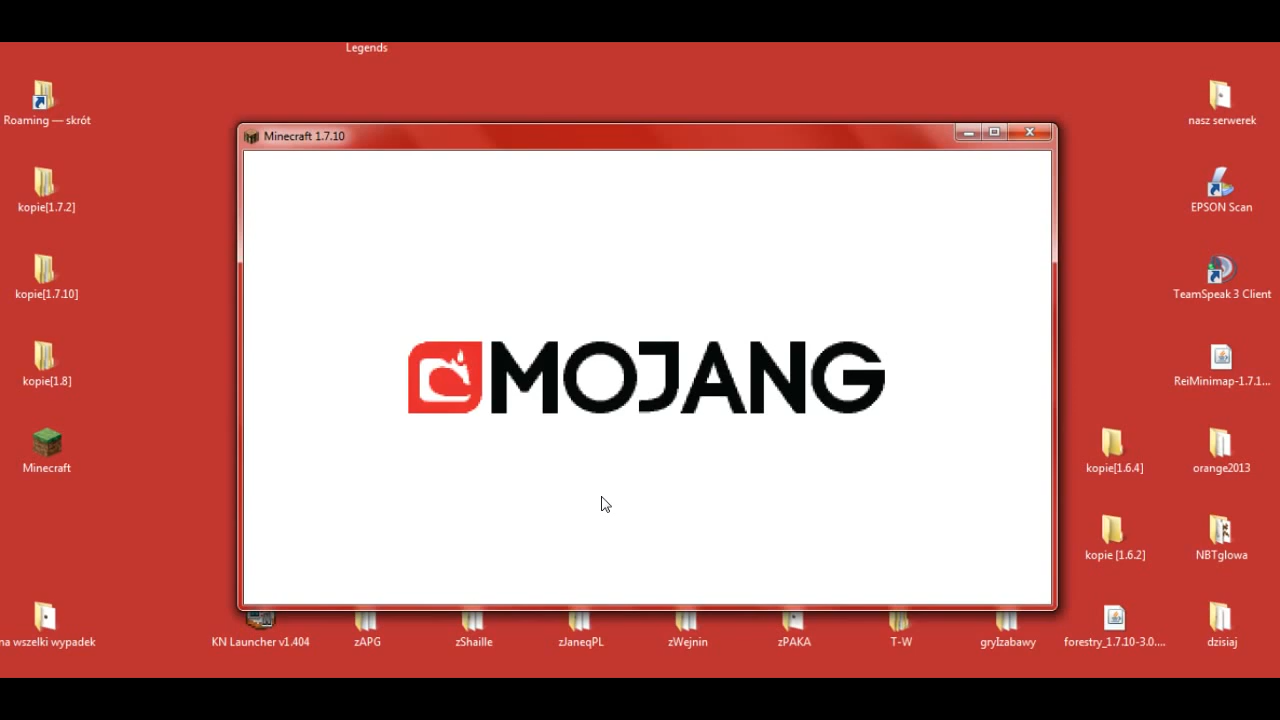 Legends
Roaming — skrót
nasz serwerek
Minecraft 1.7.10
kopie[1.7.2]
EPSON Scan
kopie[1.7.10]
TeamSpeak 3 Client
MOJANG
kopie[1.8]
ReiMinimap-1.7.1...
Minecraft
kopie[1.6.4]
orange2013
kopie [1.6.2]
NBTglowa
na wszelki wypadek
KN Launcher v1.404
zAPG
zShaille
zJaneqPL
zWejnin
zPAKA
T-W
gryIzabawy
forestry_1.7.10-3.0....
dzisiaj